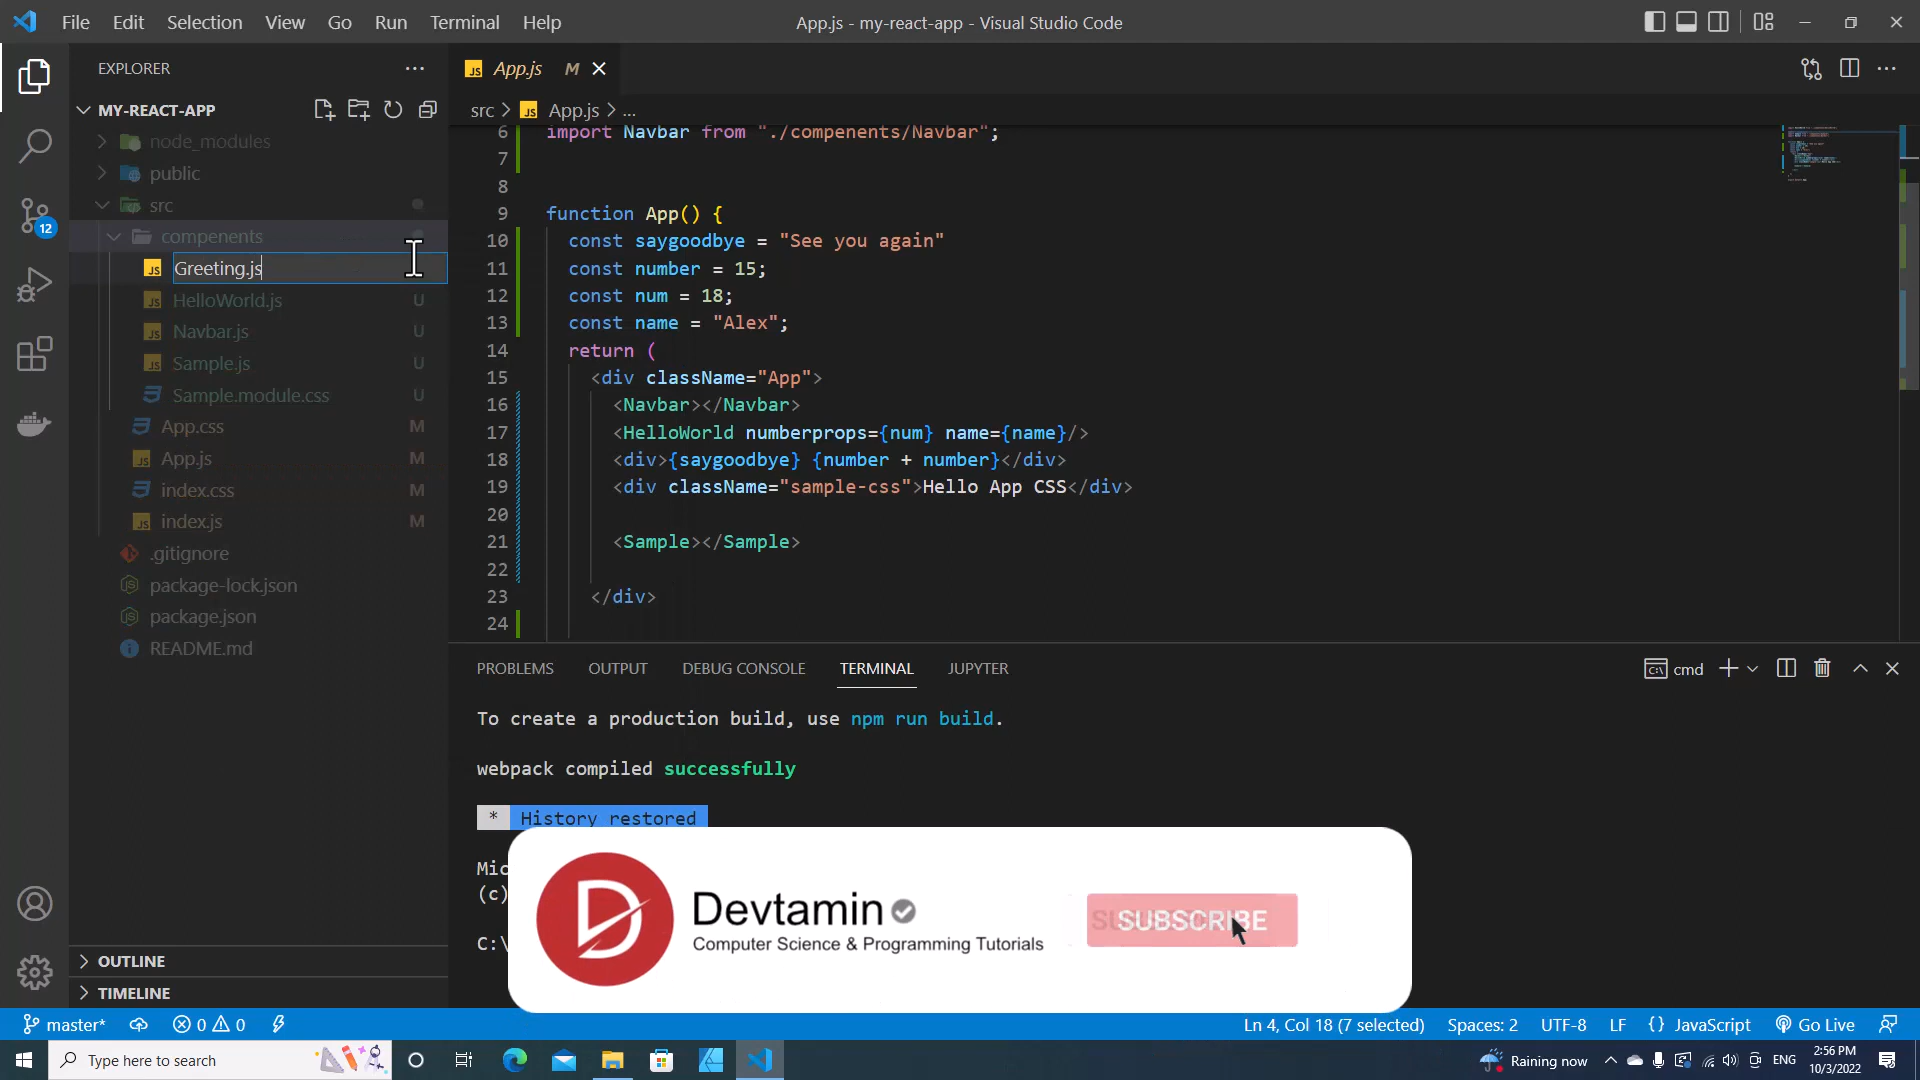 File Edit Selection View Go Run Terminal Help
App.js - my-react-app - Visual Studio Code
EXPLORER
MY-REACT-APP
node_modules
public
src
compenents
Greeting.js
HelloWorld.js U
Navbar.js U
Sample.js U
Sample.module.css U
App.css M
App.js M
index.css M
index.js M
.gitignore
package-lock.json
package.json
README.md
OUTLINE
TIMELINE
App.js M
src > App.js > ...
6 import Navbar from "./compenents/Navbar";
7
8
9 function App() {
10 const saygoodbye = "See you again"
11 const number = 15;
12 const num = 18;
13 const name = "Alex";
14 return (
15 <div className="App">
16 <Navbar></Navbar>
17 <HelloWorld numberprops={num} name={name}/>
18 <div>{saygoodbye} {number + number}</div>
19 <div className="sample-css">Hello App CSS</div>
20
21 <Sample></Sample>
22
23 </div>
24
PROBLEMS OUTPUT DEBUG CONSOLE TERMINAL JUPYTER
cmd
To create a production build, use npm run build.
webpack compiled successfully
* History restored
Mic
(c)
C:\
Devtamin
Computer Science & Programming Tutorials
SUBSCRIBE
12
master* 0 0
Ln 4, Col 18 (7 selected) Spaces: 2 UTF-8 LF {} JavaScript Go Live
Type here to search
Raining now
ENG
2:56 PM
10/3/2022